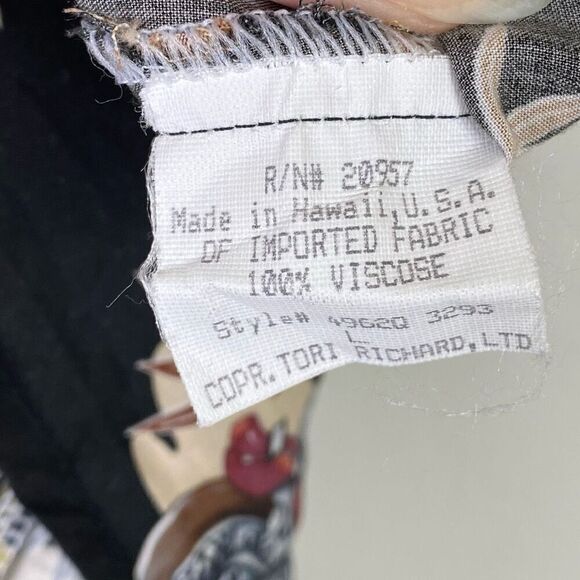 R/N# 20957
Made in Hawaii, U.S.A.
OF IMPORTED FABRIC
100% VISCOSE
Style# 4962Q 3293
L
COPR. TORI RICHARD, LTD